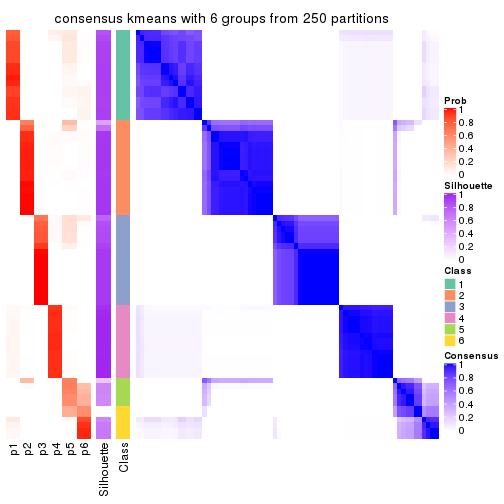 consensus kmeans with 6 groups from 250 partitions
Prob
1
0.8
0.6
0.4
0.2
0
Silhouette
1
0.8
0.6
0.4
0.2
0
Class
1
2
3
4
5
6
Consensus
1
0.8
0.6
0.4
0.2
0
p1
p2
p3
p4
p5
p6
Silhouette
Class